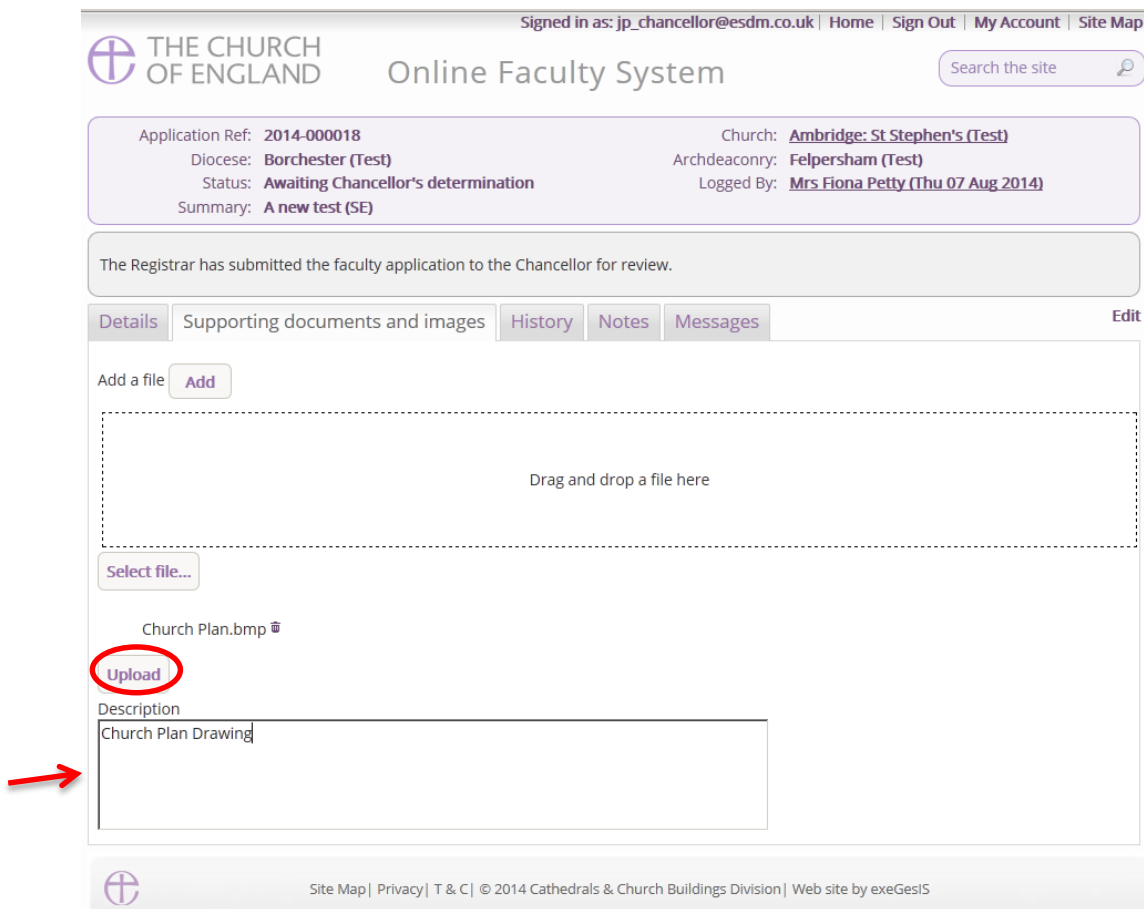 Signed in as: jp_chancellor@esdm.co.uk | Home | Sign Out | My Account | Site Map
THE CHURCH
OF ENGLAND
Online Faculty System
Search the site
Application Ref: 2014-000018
Church: Ambridge: St Stephen's (Test)
Diocese: Borchester (Test)
Archdeaconry: Felpersham (Test)
Status: Awaiting Chancellor's determination
Logged By: Mrs Fiona Petty (Thu 07 Aug 2014)
Summary: A new test (SE)
The Registrar has submitted the faculty application to the Chancellor for review.
Details Supporting documents and images History Notes Messages Edit
Add a file Add
Drag and drop a file here
Select file...
Church Plan.bmp
Upload
Description
Church Plan Drawing
Site Map| Privacy| T & C| © 2014 Cathedrals & Church Buildings Division| Web site by exeGesIS